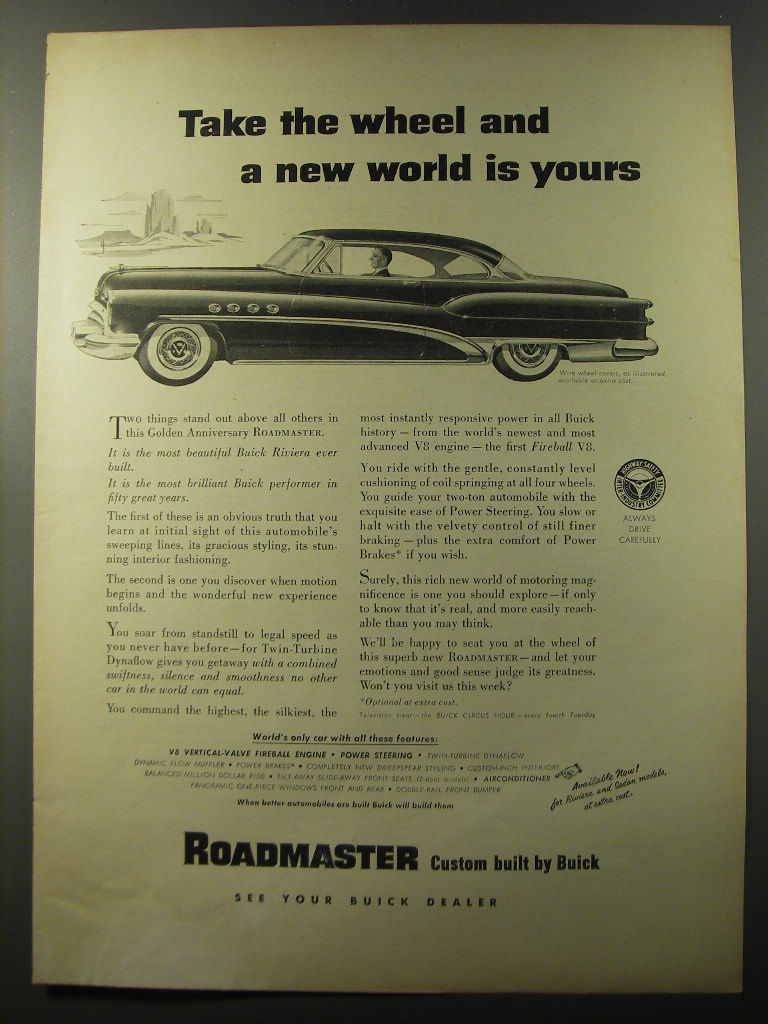 Take the wheel and
a new world is yours
Wire wheel covers, as illustrated,
available at extra cost.
Two things stand out above all others in
this Golden Anniversary ROADMASTER.
It is the most beautiful Buick Riviera ever
built.
It is the most brilliant Buick performer in
fifty great years.
The first of these is an obvious truth that you
learn at initial sight of this automobile's
sweeping lines, its gracious styling, its stun-
ning interior fashioning.
The second is one you discover when motion
begins and the wonderful new experience
unfolds.
You soar from standstill to legal speed as
you never have before—for Twin-Turbine
Dynaflow gives you getaway with a combined
swiftness, silence and smoothness no other
car in the world can equal.
You command the highest, the silkiest, the
most instantly responsive power in all Buick
history — from the world's newest and most
advanced V8 engine — the first Fireball V8.
You ride with the gentle, constantly level
cushioning of coil springing at all four wheels.
You guide your two-ton automobile with the
exquisite ease of Power Steering. You slow or
halt with the velvety control of still finer
braking — plus the extra comfort of Power
Brakes* if you wish.
Surely, this rich new world of motoring mag-
nificence is one you should explore—if only
to know that it's real, and more easily reach-
able than you may think.
We'll be happy to seat you at the wheel of
this superb new ROADMASTER—and let your
emotions and good sense judge its greatness.
Won't you visit us this week?
*Optional at extra cost.
Television treat—the BUICK CIRCUS HOUR—every fourth Tuesday
HIGHWAY SAFETY
INTER-INDUSTRY COMMITTEE
ALWAYS
DRIVE
CAREFULLY
World's only car with all these features:
V8 VERTICAL-VALVE FIREBALL ENGINE • POWER STEERING • TWIN-TURBINE DYNAFLOW
DYNAMIC FLOW MUFFLER • POWER BRAKES* • COMPLETELY NEW SWEEPSPEAR STYLING • CUSTOM-RICH INTERIORS
BALANCED MILLION DOLLAR RIDE • TILT-AWAY SLIDE-AWAY FRONT SEATS (2-door models) • AIRCONDITIONER
PANORAMIC ONE-PIECE WINDOWS FRONT AND REAR • DOUBLE-RAIL FRONT BUMPER
Available Now!
for Riviera and Sedan models,
at extra cost.
When better automobiles are built Buick will build them
ROADMASTER Custom built by Buick
SEE YOUR BUICK DEALER